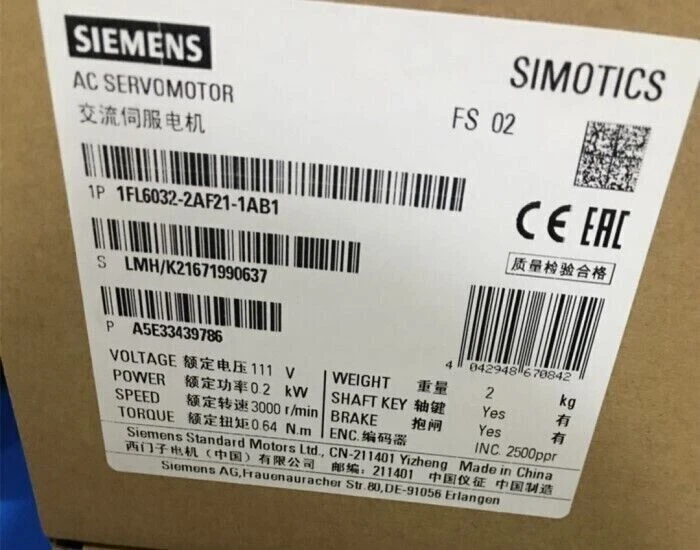 SIEMENS
SIMOTICS
AC SERVOMOTOR
交流伺服电机
FS 02
1P 1FL6032-2AF21-1AB1
CE EAC
S LMH/K21671990637
质量检验合格
P A5E33439786
4 042948 670842
VOLTAGE 额定电压 111 V
POWER 额定功率 0.2 kW
SPEED 额定转速 3000 r/min
TORQUE 额定扭矩 0.64 N.m
WEIGHT 重量 2 kg
SHAFT KEY 轴键 Yes 有
BRAKE 抱闸 Yes 有
ENC. 编码器 INC. 2500ppr
Siemens Standard Motors Ltd., CN-211401 Yizheng Made in China
西门子电机（中国）有限公司 邮编: 211401 中国仪征 中国制造
Siemens AG,Frauenauracher Str.80,DE-91056 Erlangen